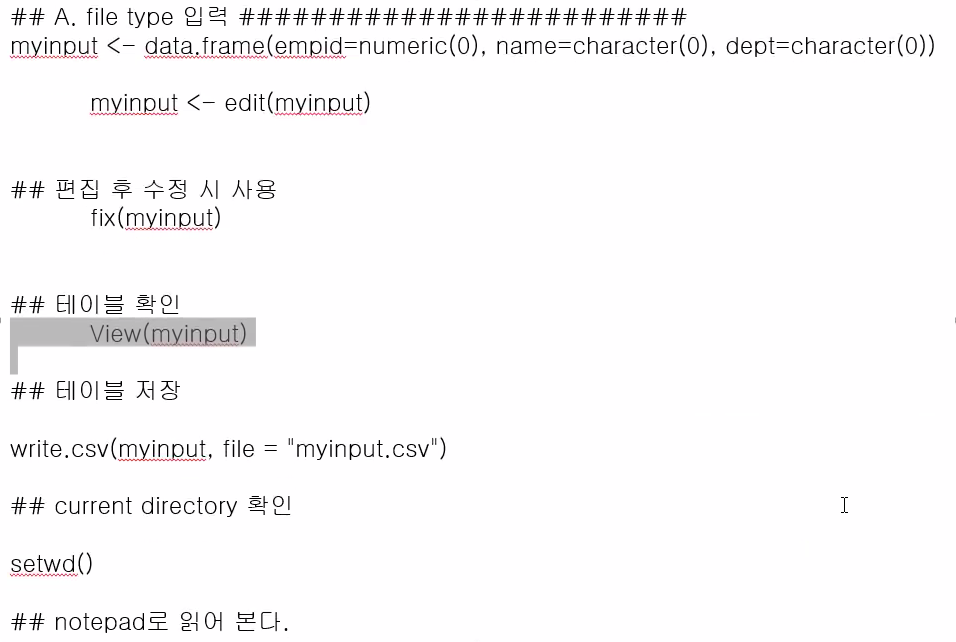 ## A. file type 입력 #########################
myinput <- data.frame(empid=numeric(0), name=character(0), dept=character(0))
myinput <- edit(myinput)
## 편집 후 수정 시 사용
fix(myinput)
## 테이블 확인
View(myinput)
## 테이블 저장
write.csv(myinput, file = "myinput.csv")
## current directory 확인
setwd()
## notepad로 읽어 본다.